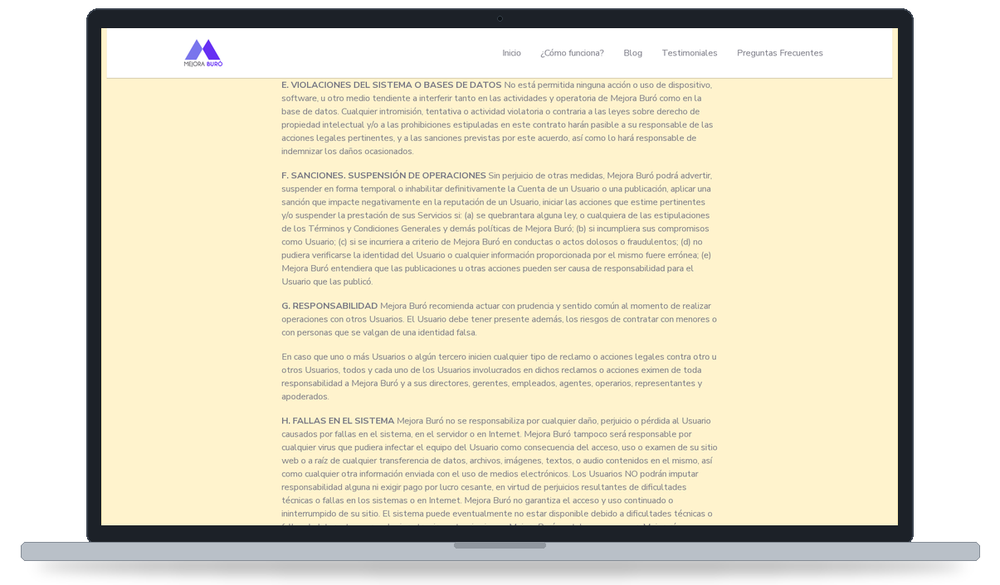 MEJORA BURÓ
Inicio ¿Cómo funciona? Blog Testimoniales Preguntas Frecuentes
E. VIOLACIONES DEL SISTEMA O BASES DE DATOS No está permitida ninguna acción o uso de dispositivo,
software, u otro medio tendiente a interferir tanto en las actividades y operatoria de Mejora Buró como en la
base de datos. Cualquier intromisión, tentativa o actividad violatoria o contraria a las leyes sobre derecho de
propiedad intelectual y/o a las prohibiciones estipuladas en este contrato harán pasible a su responsable de las
acciones legales pertinentes, y a las sanciones previstas por este acuerdo, así como lo hará responsable de
indemnizar los daños ocasionados.
F. SANCIONES. SUSPENSIÓN DE OPERACIONES Sin perjuicio de otras medidas, Mejora Buró podrá advertir,
suspender en forma temporal o inhabilitar definitivamente la Cuenta de un Usuario o una publicación, aplicar una
sanción que impacte negativamente en la reputación de un Usuario, iniciar las acciones que estime pertinentes
y/o suspender la prestación de sus Servicios si: (a) se quebrantara alguna ley, o cualquiera de las estipulaciones
de los Términos y Condiciones Generales y demás políticas de Mejora Buró; (b) si incumpliera sus compromisos
como Usuario; (c) si se incurriera a criterio de Mejora Buró en conductas o actos dolosos o fraudulentos; (d) no
pudiera verificarse la identidad del Usuario o cualquier información proporcionada por el mismo fuere errónea; (e)
Mejora Buró entendiera que las publicaciones u otras acciones pueden ser causa de responsabilidad para el
Usuario que las publicó.
G. RESPONSABILIDAD Mejora Buró recomienda actuar con prudencia y sentido común al momento de realizar
operaciones con otros Usuarios. El Usuario debe tener presente además, los riesgos de contratar con menores o
con personas que se valgan de una identidad falsa.
En caso que uno o más Usuarios o algún tercero inicien cualquier tipo de reclamo o acciones legales contra otro u
otros Usuarios, todos y cada uno de los Usuarios involucrados en dichos reclamos o acciones eximen de toda
responsabilidad a Mejora Buró y a sus directores, gerentes, empleados, agentes, operarios, representantes y
apoderados.
H. FALLAS EN EL SISTEMA Mejora Buró no se responsabiliza por cualquier daño, perjuicio o pérdida al Usuario
causados por fallas en el sistema, en el servidor o en Internet. Mejora Buró tampoco será responsable por
cualquier virus que pudiera infectar el equipo del Usuario como consecuencia del acceso, uso o examen de su sitio
web o a raíz de cualquier transferencia de datos, archivos, imágenes, textos, o audio contenidos en el mismo, así
como cualquier otra información enviada con el uso de medios electrónicos. Los Usuarios NO podrán imputar
responsabilidad alguna ni exigir pago por lucro cesante, en virtud de perjuicios resultantes de dificultades
técnicas o fallas en los sistemas o en Internet. Mejora Buró no garantiza el acceso y uso continuado o
ininterrumpido de su sitio. El sistema puede eventualmente no estar disponible debido a dificultades técnicas o